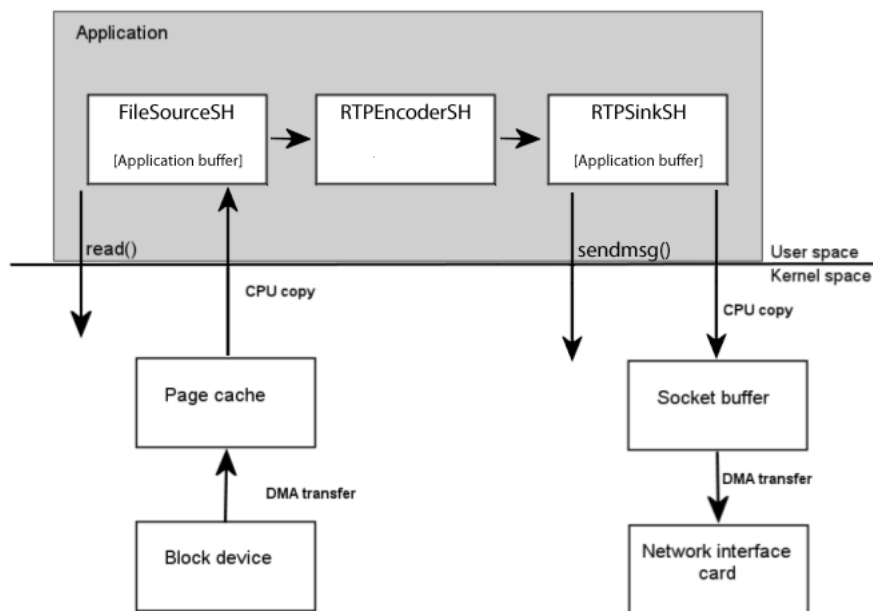 Application
FileSourceSH
[Application buffer]
RTPEncoderSH
RTPSinkSH
[Application buffer]
read()
sendmsg()
User space
Kernel space
CPU copy
CPU copy
Page cache
Socket buffer
DMA transfer
DMA transfer
Block device
Network interface
card